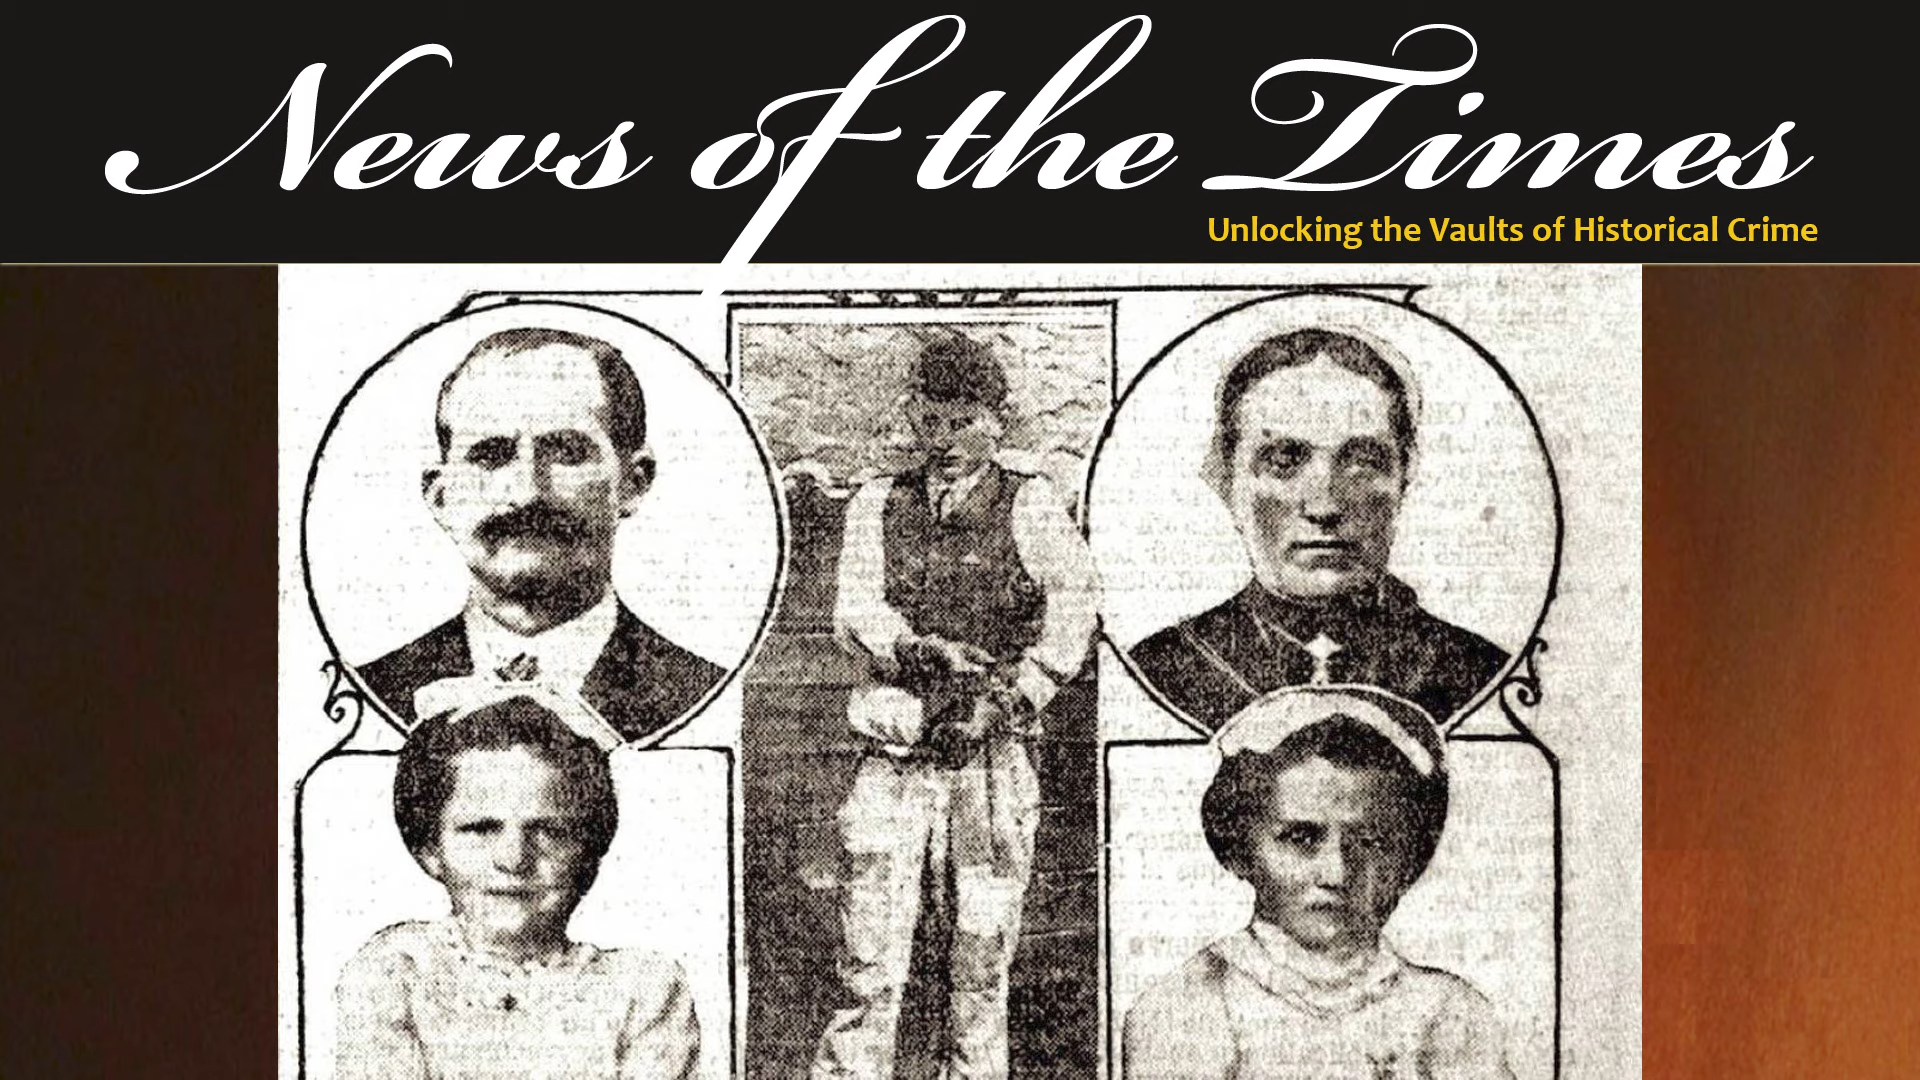 News of the Times
Unlocking the Vaults of Historical Crime